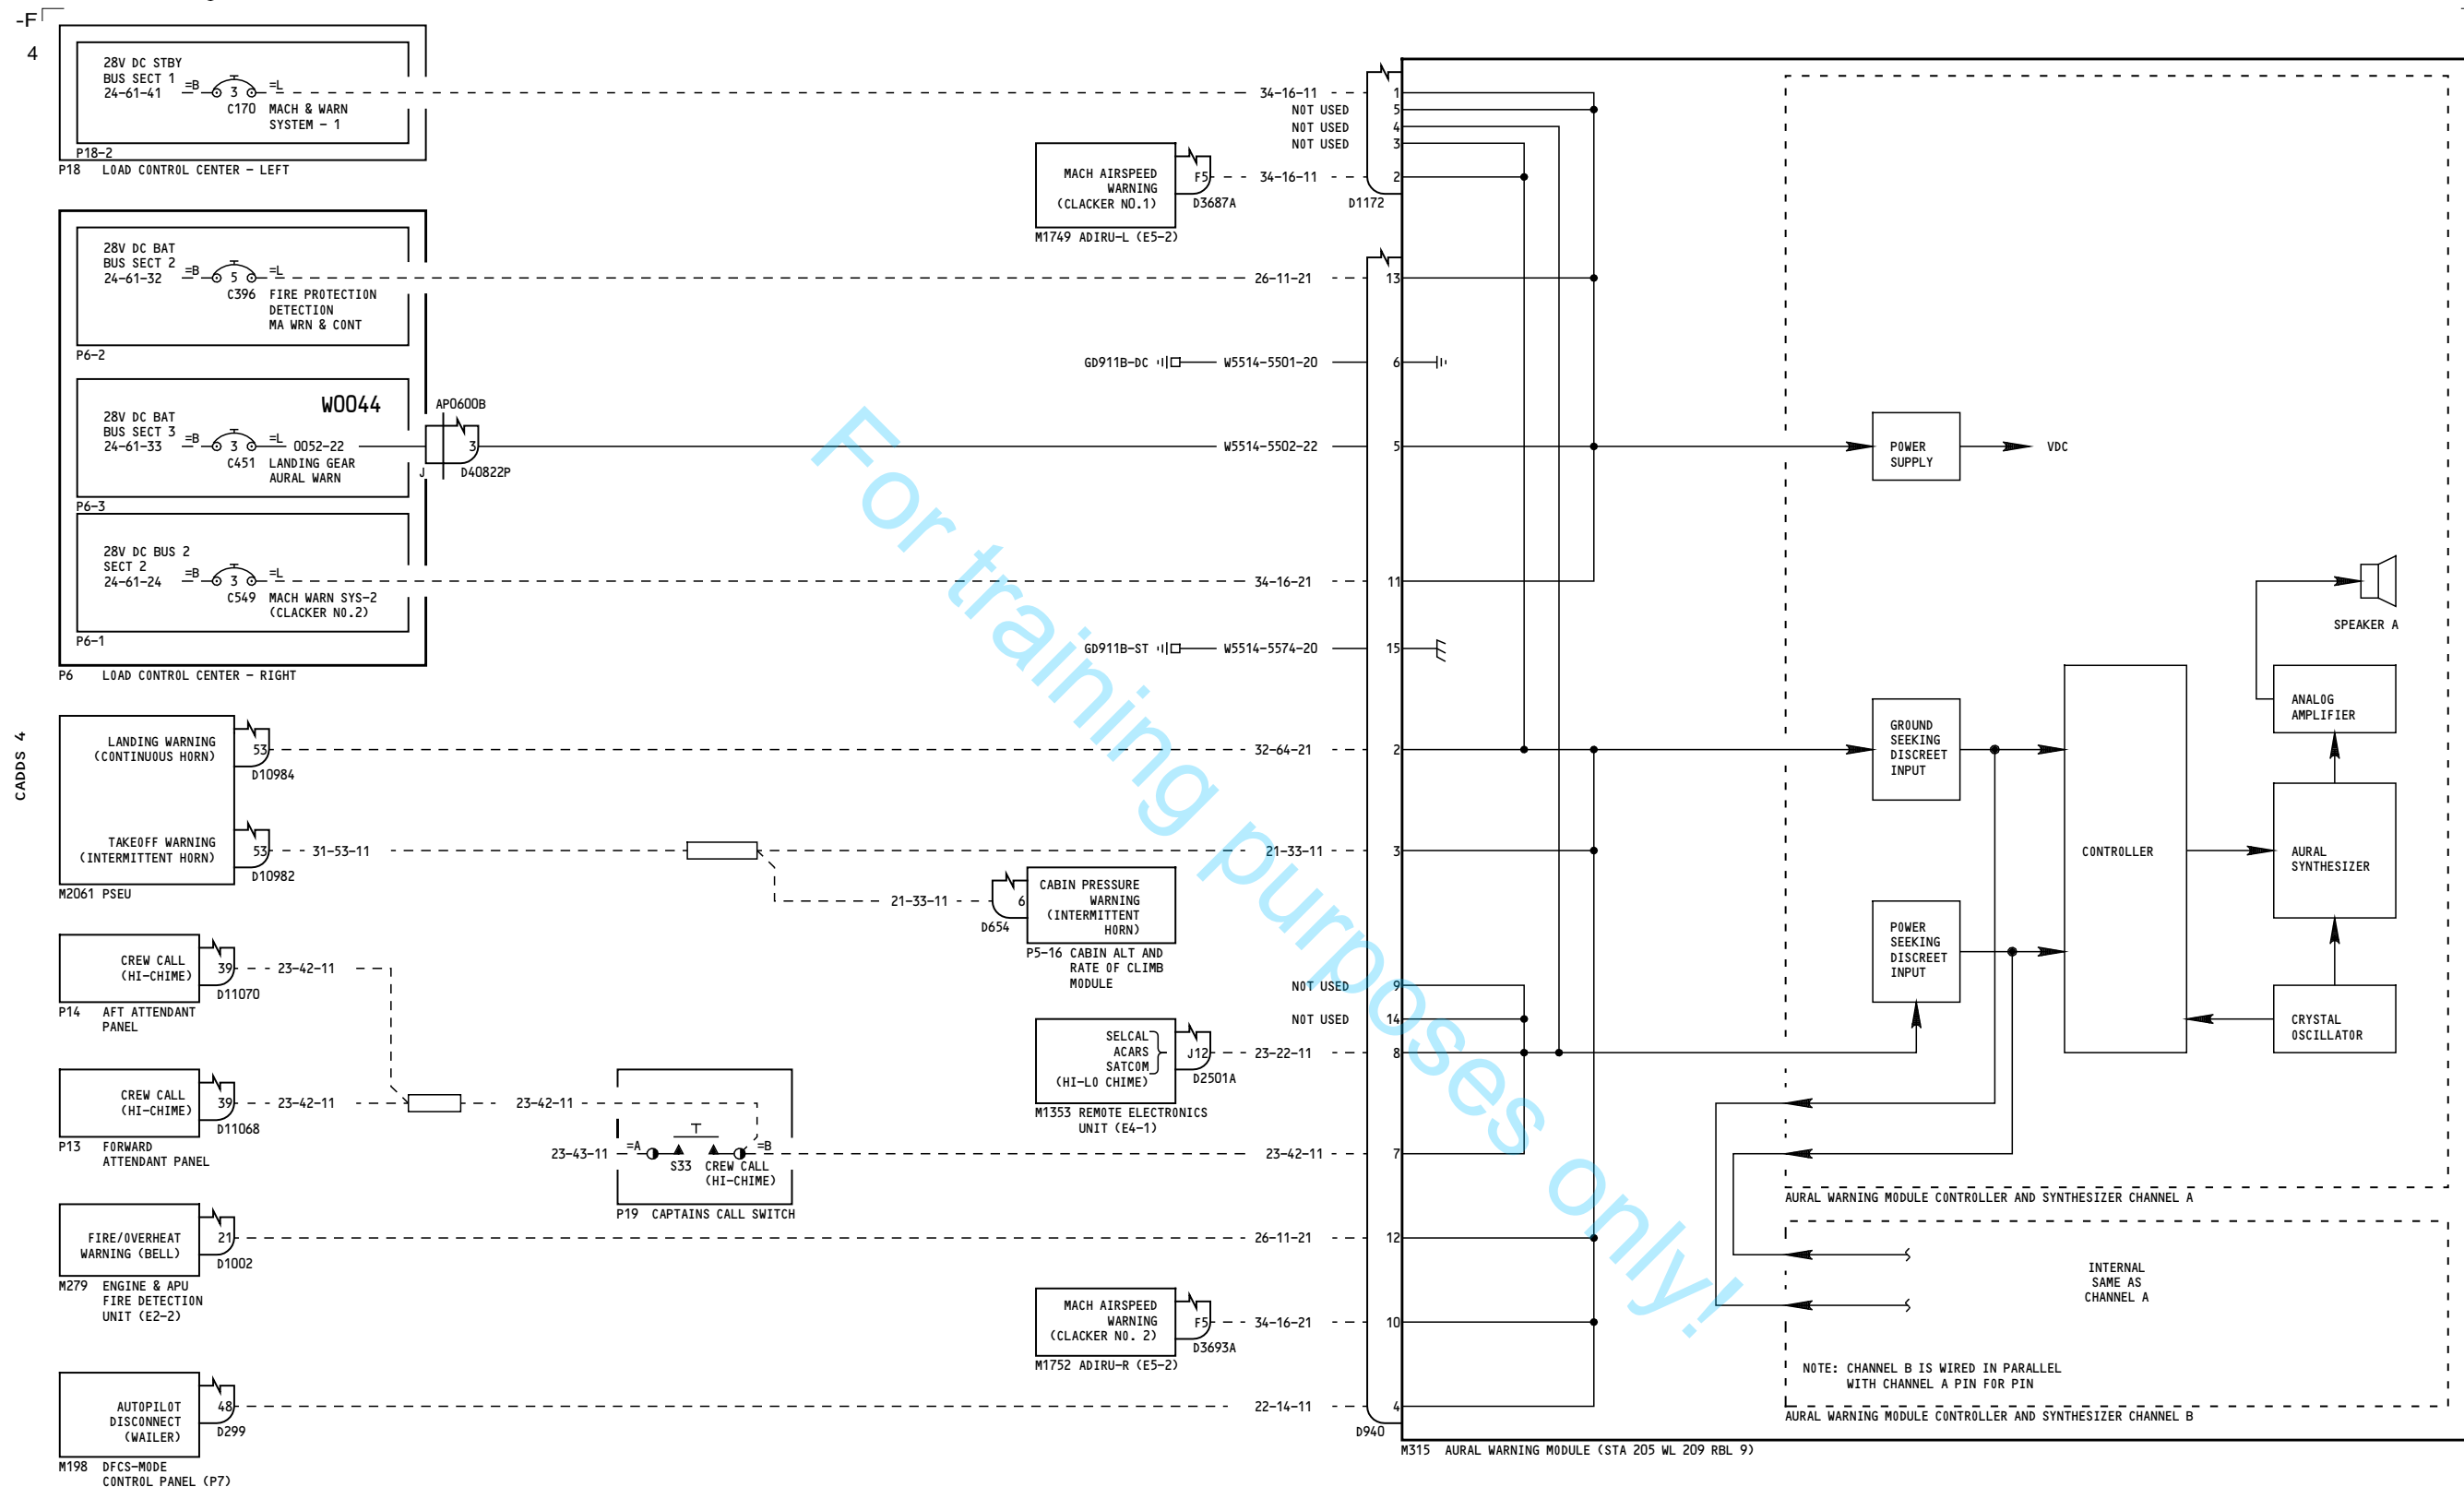 -F
4
28V DC STBY
BUS SECT 1
24-61-41
=B
3
=L
C170
MACH & WARN
SYSTEM - 1
P18-2
P18 LOAD CONTROL CENTER - LEFT
28V DC BAT
BUS SECT 2
24-61-32
=B
5
=L
C396
FIRE PROTECTION
DETECTION
MA WRN & CONT
P6-2
W0044
28V DC BAT
BUS SECT 3
24-61-33
=B
3
=L
0052-22
C451
LANDING GEAR
AURAL WARN
P6-3
AP0600B
3
J
D40822P
28V DC BUS 2
SECT 2
24-61-24
=B
3
=L
C549
MACH WARN SYS-2
(CLACKER NO.2)
P6-1
P6 LOAD CONTROL CENTER - RIGHT
CADDS 4
LANDING WARNING
(CONTINUOUS HORN)
53
D10984
TAKEOFF WARNING
(INTERMITTENT HORN)
53
D10982
31-53-11
M2061 PSEU
CREW CALL
(HI-CHIME)
39
D11070
23-42-11
P14 AFT ATTENDANT
PANEL
CREW CALL
(HI-CHIME)
39
D11068
23-42-11
P13 FORWARD
ATTENDANT PANEL
23-42-11
23-43-11
=A
=B
S33
CREW CALL
(HI-CHIME)
P19 CAPTAINS CALL SWITCH
FIRE/OVERHEAT
WARNING (BELL)
21
D1002
M279 ENGINE & APU
FIRE DETECTION
UNIT (E2-2)
AUTOPILOT
DISCONNECT
(WAILER)
48
D299
M198 DFCS-MODE
CONTROL PANEL (P7)
MACH AIRSPEED
WARNING
(CLACKER NO.1)
F5
D3687A
M1749 ADIRU-L (E5-2)
34-16-11
NOT USED
NOT USED
NOT USED
34-16-11
1
5
4
3
2
D1172
26-11-21
13
GD911B-DC
W5514-5501-20
6
W5514-5502-22
5
34-16-21
11
GD911B-ST
W5514-5574-20
15
32-64-21
2
21-33-11
3
21-33-11
6
D654
CABIN PRESSURE
WARNING
(INTERMITTENT
HORN)
P5-16 CABIN ALT AND
RATE OF CLIMB
MODULE
NOT USED
9
NOT USED
14
SELCAL
ACARS
SATCOM
(HI-LO CHIME)
J12
D2501A
23-22-11
8
M1353 REMOTE ELECTRONICS
UNIT (E4-1)
23-42-11
7
26-11-21
12
MACH AIRSPEED
WARNING
(CLACKER NO. 2)
F5
D3693A
34-16-21
10
M1752 ADIRU-R (E5-2)
22-14-11
4
D940
M315 AURAL WARNING MODULE (STA 205 WL 209 RBL 9)
POWER
SUPPLY
VDC
SPEAKER A
GROUND
SEEKING
DISCREET
INPUT
ANALOG
AMPLIFIER
CONTROLLER
AURAL
SYNTHESIZER
POWER
SEEKING
DISCREET
INPUT
CRYSTAL
OSCILLATOR
AURAL WARNING MODULE CONTROLLER AND SYNTHESIZER CHANNEL A
INTERNAL
SAME AS
CHANNEL A
NOTE: CHANNEL B IS WIRED IN PARALLEL
WITH CHANNEL A PIN FOR PIN
AURAL WARNING MODULE CONTROLLER AND SYNTHESIZER CHANNEL B
For training purposes only!